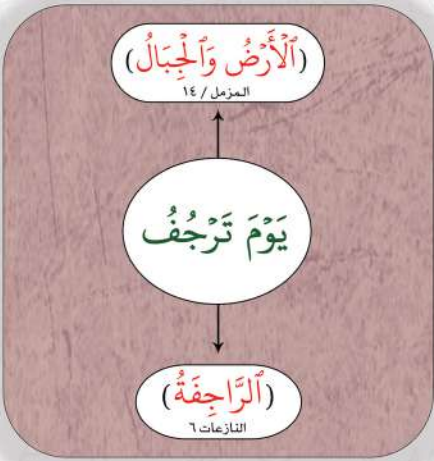 (ٱلْأَرْضُ وَٱلْجِبَالُ)
المزمل / ١٤
يَوْمَ تَرْجُفُ
(ٱلرَّاجِفَةُ)
النازعات ٦